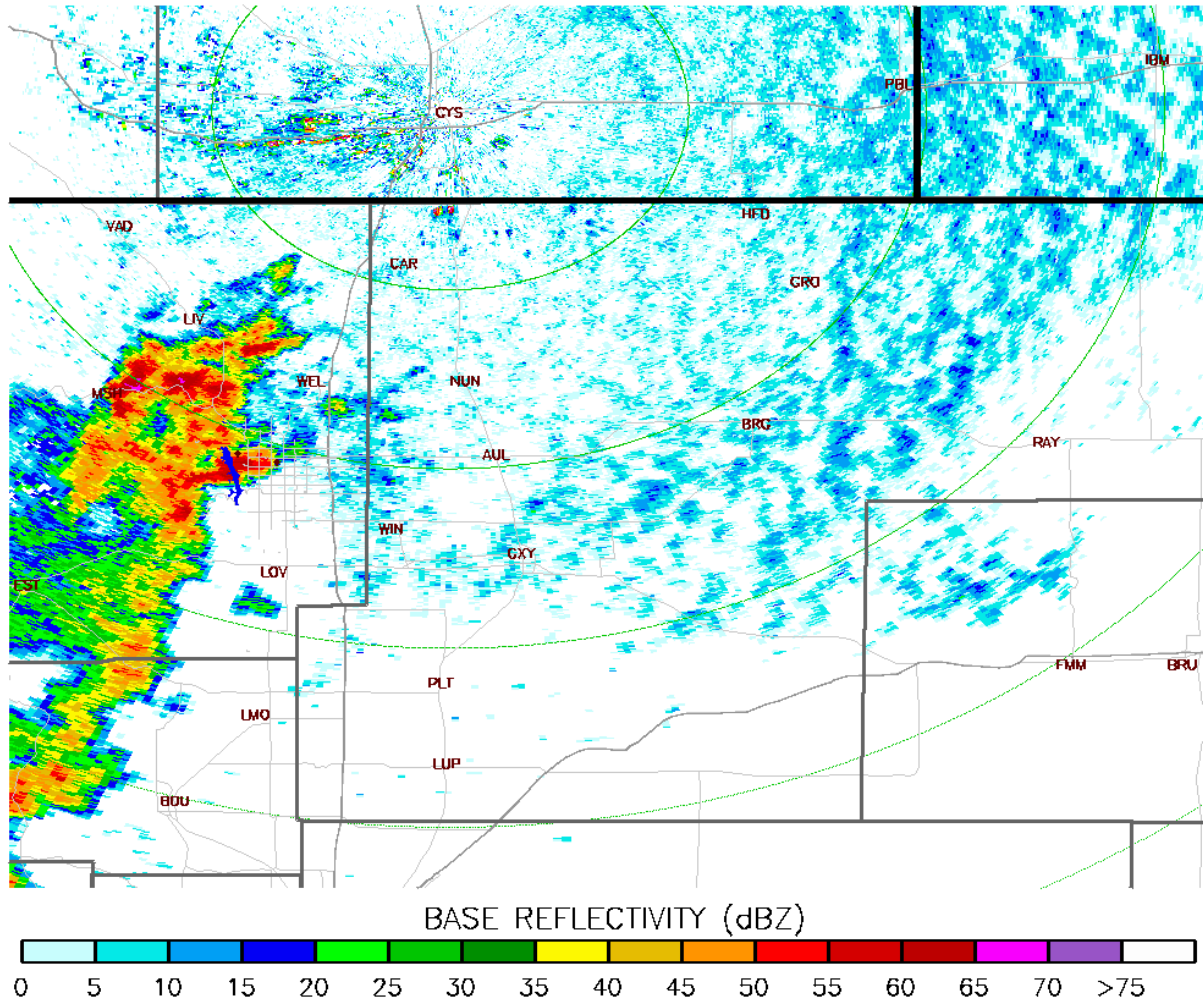 IBM
PBL
CYS
HFD
VAD
CAR
GRO
LIV
WEL
NUN
MSH
BRG
RAY
AUL
WIN
GXY
LOV
EST
FMM
BRU
PLT
LMO
LUP
BOU
BASE REFLECTIVITY (dBZ)
0 5 10 15 20 25 30 35 40 45 50 55 60 65 70 >75